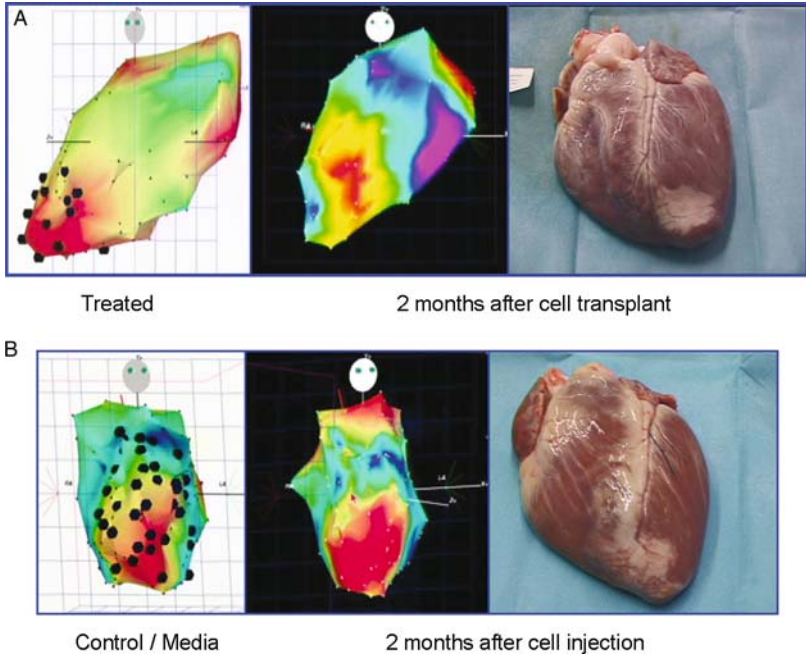 A
Treated
2 months after cell transplant
B
Control / Media
2 months after cell injection